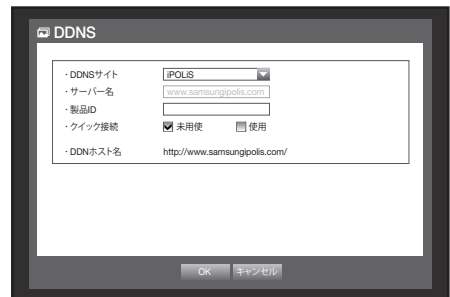 DDNS
・DDNSサイト iPOLiS
・サーバー名 www.samsungipolis.com
・製品ID
・クイック接続 未用使 使用
・DDNホスト名 http://www.samsungipolis.com/
OK キャンセル